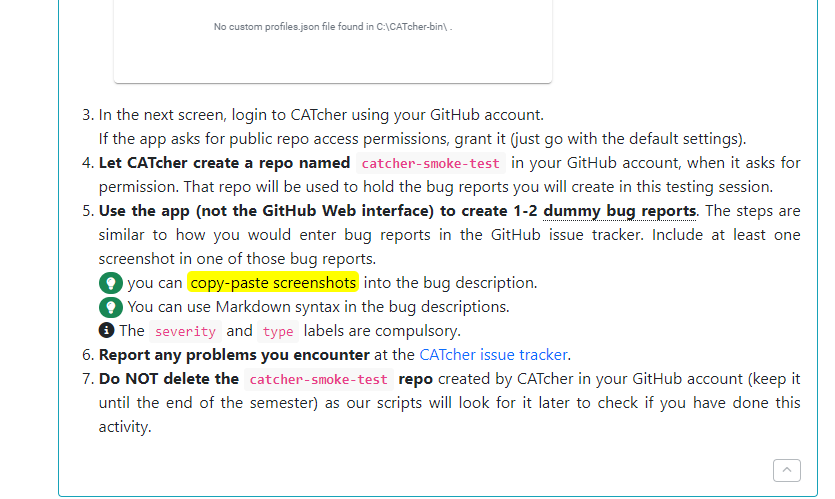 No custom profiles.json file found in C:\CATcher-bin\ .
3. In the next screen, login to CATcher using your GitHub account.
If the app asks for public repo access permissions, grant it (just go with the default settings).
4. Let CATcher create a repo named catcher-smoke-test in your GitHub account, when it asks for
permission. That repo will be used to hold the bug reports you will create in this testing session.
5. Use the app (not the GitHub Web interface) to create 1-2 dummy bug reports. The steps are
similar to how you would enter bug reports in the GitHub issue tracker. Include at least one
screenshot in one of those bug reports.
you can copy-paste screenshots into the bug description.
You can use Markdown syntax in the bug descriptions.
The severity and type labels are compulsory.
6. Report any problems you encounter at the CATcher issue tracker.
7. Do NOT delete the catcher-smoke-test repo created by CATcher in your GitHub account (keep it
until the end of the semester) as our scripts will look for it later to check if you have done this
activity.